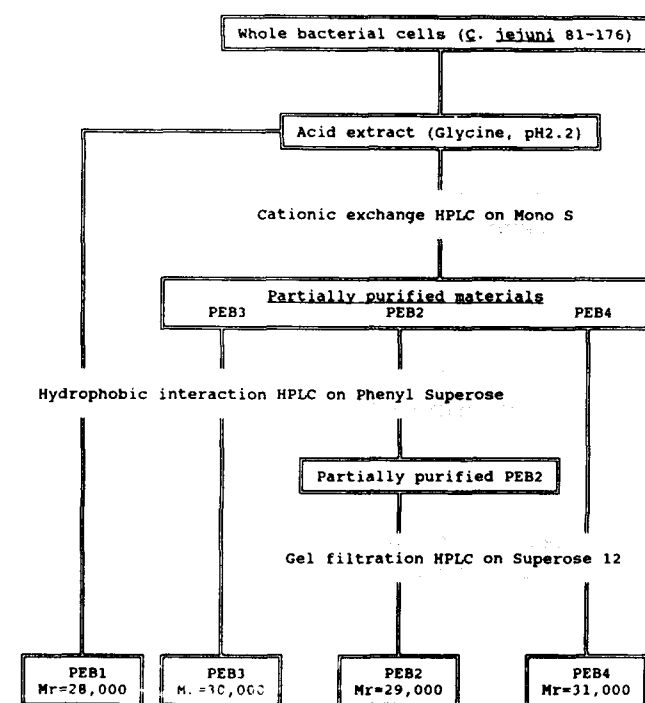 Whole bacterial cells (C. jejuni 81-176)
Acid extract (Glycine, pH2.2)
Cationic exchange HPLC on Mono S
Partially purified materials
PEB3 PEB2 PEB4
Hydrophobic interaction HPLC on Phenyl Superose
Partially purified PEB2
Gel filtration HPLC on Superose 12
PEB1 PEB3 PEB2 PEB4
Mr=28,000 M.=30,000 Mr=29,000 Mr=31,000